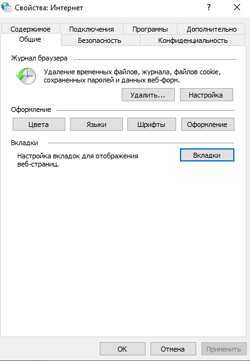 Свойства: Интернет
Содержание Подключения Программы Дополнительно
Общие Безопасность Конфиденциальность
Журнал браузера
Удаление временных файлов, журнала, файлов cookie,
сохраненных паролей и данных веб-форм.
Удалить... Настройка
Оформление
Цвета Языки Шрифты Оформление
Вкладки
Настройка вкладок для отображения
веб-страниц.
Вкладки
OK Отмена Применить